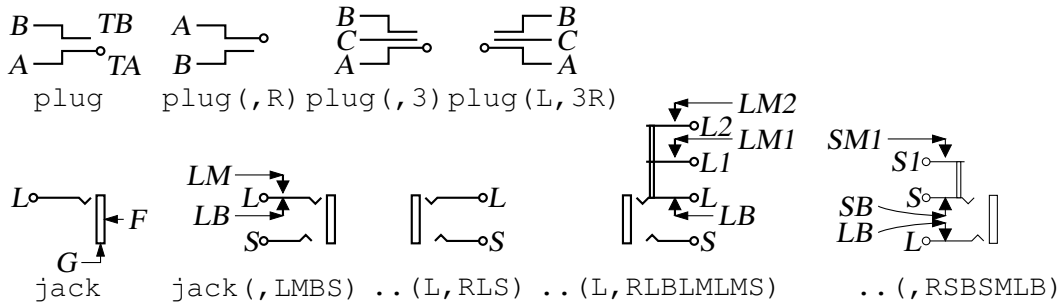 B TB A B B
A TA B C C
A A
plug plug(,R) plug(,3) plug(L,3R)
LM2
L2
LM1 SM1
LM L1 S1
L L L L S
F LB LB SB
S S S LB
G L
jack jack(,LMBS) ..(L,RLS) ..(L,RLBLMLMS) ..(,RSBSMLB)